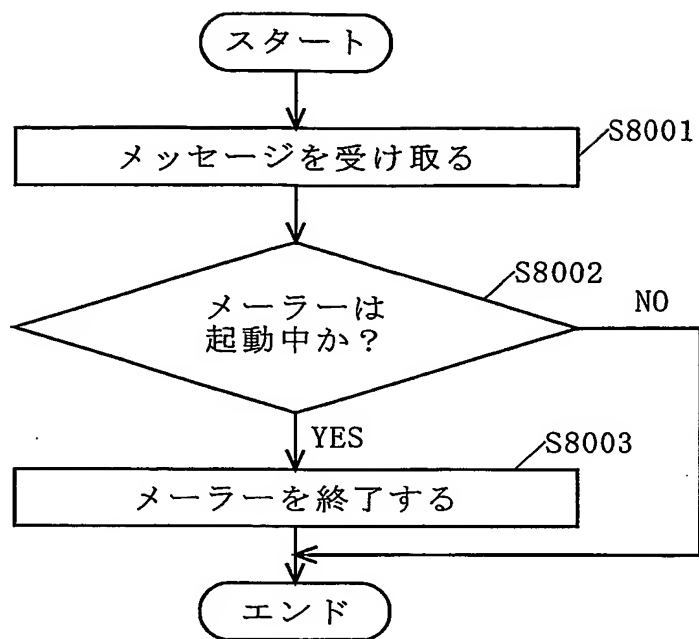 スタート
メッセージを受け取る
S8001
メーラーは
起動中か?
S8002
NO
YES
メーラーを終了する
S8003
エンド